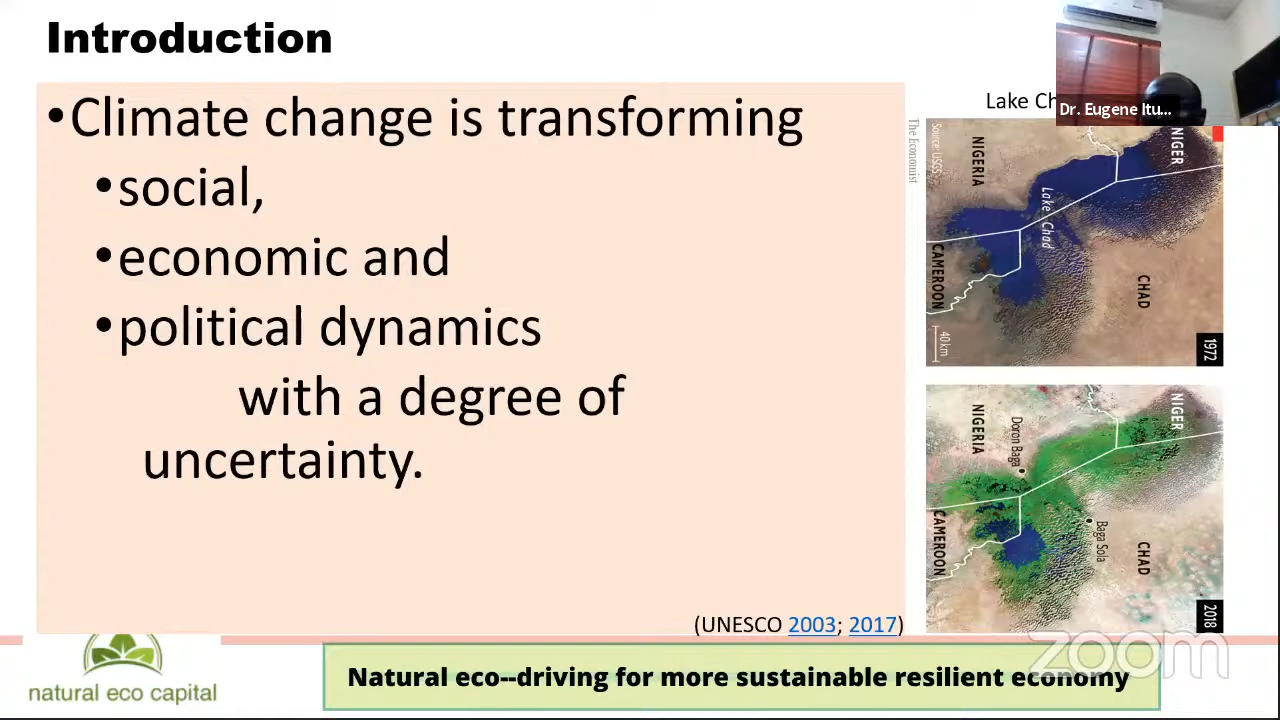 Introduction
•Climate change is transforming
•social,
•economic and
•political dynamics
with a degree of
uncertainty.
(UNESCO 2003; 2017)
Lake Ch
Dr. Eugene Itu...
The Economist
Source: USGS
NIGERIA
NIGER
Lake Chad
CAMEROON
CHAD
40 km
1972
NIGERIA
NIGER
Doron Baga
Baga Sola
CAMEROON
CHAD
2018
zoom
natural eco capital
Natural eco--driving for more sustainable resilient economy